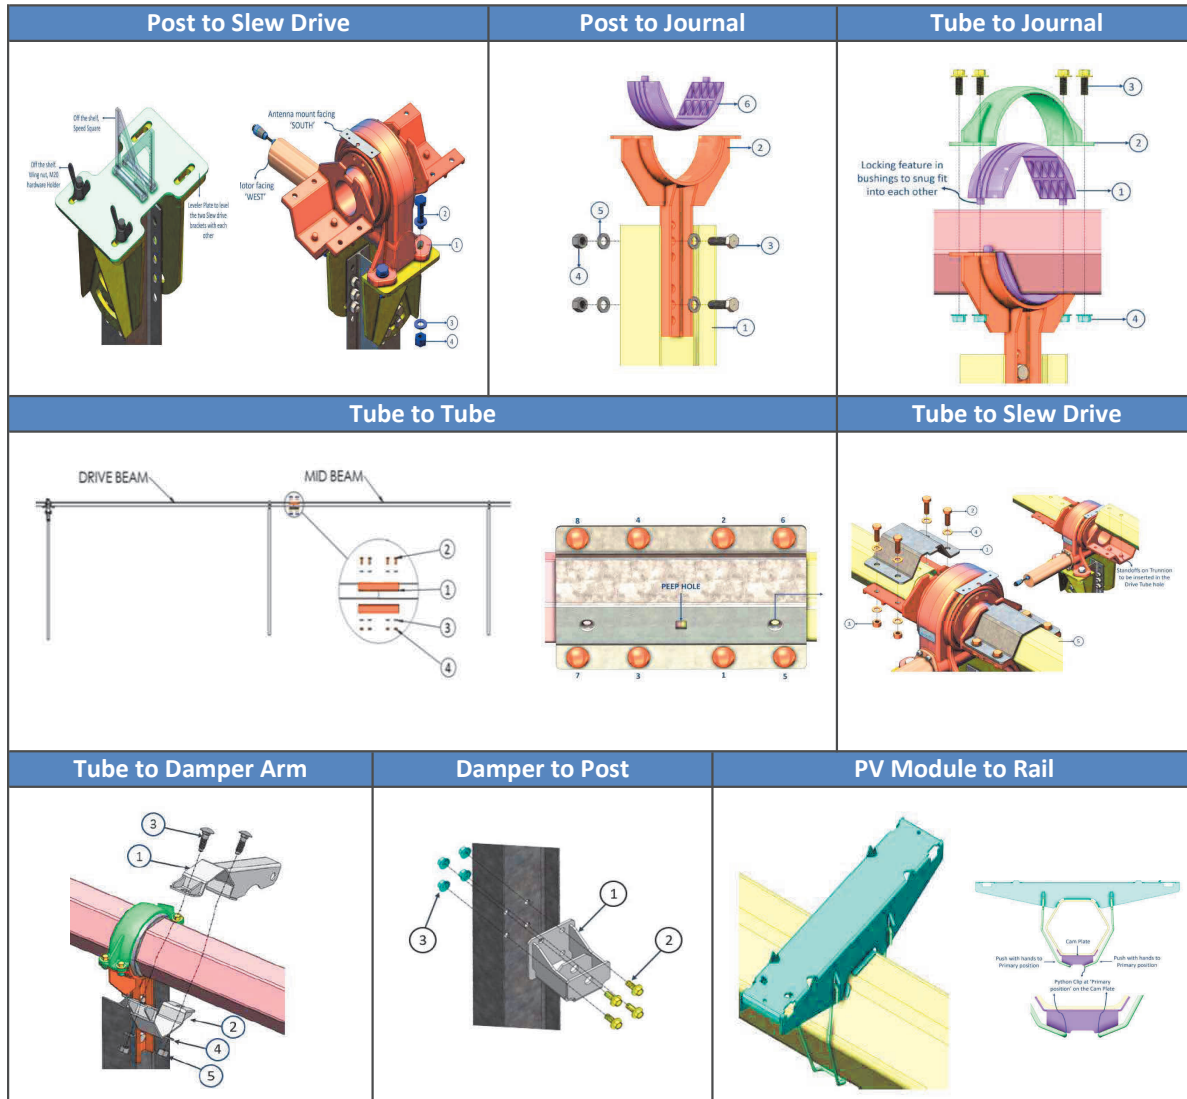 Post to Slew Drive
Off the shelf,
Speed Square
Off the shelf,
Wing nut, M20
hardware Holder
Leveler Plate to level
the two Slew drive
brackets with each
other
Antenna mount facing
'SOUTH'
lotor facing
'WEST'
2
1
3
4
Post to Journal
6
2
5
3
4
1
Tube to Journal
3
2
Locking feature in
bushings to snug fit
into each other
1
4
Tube to Tube
DRIVE BEAM
MID BEAM
2
1
3
4
8 4 2 6
PEEP HOLE
7 3 1 5
Tube to Slew Drive
2
4
1
Standoffs on Trunnion
to be inserted in the
Drive Tube hole
3
5
Tube to Damper Arm
3
1
2
4
5
Damper to Post
1
3
2
PV Module to Rail
Cam Plate
Push with hands to
Primary position
Push with hands to
Primary position
Python Clip at 'Primary
position' on the Cam Plate